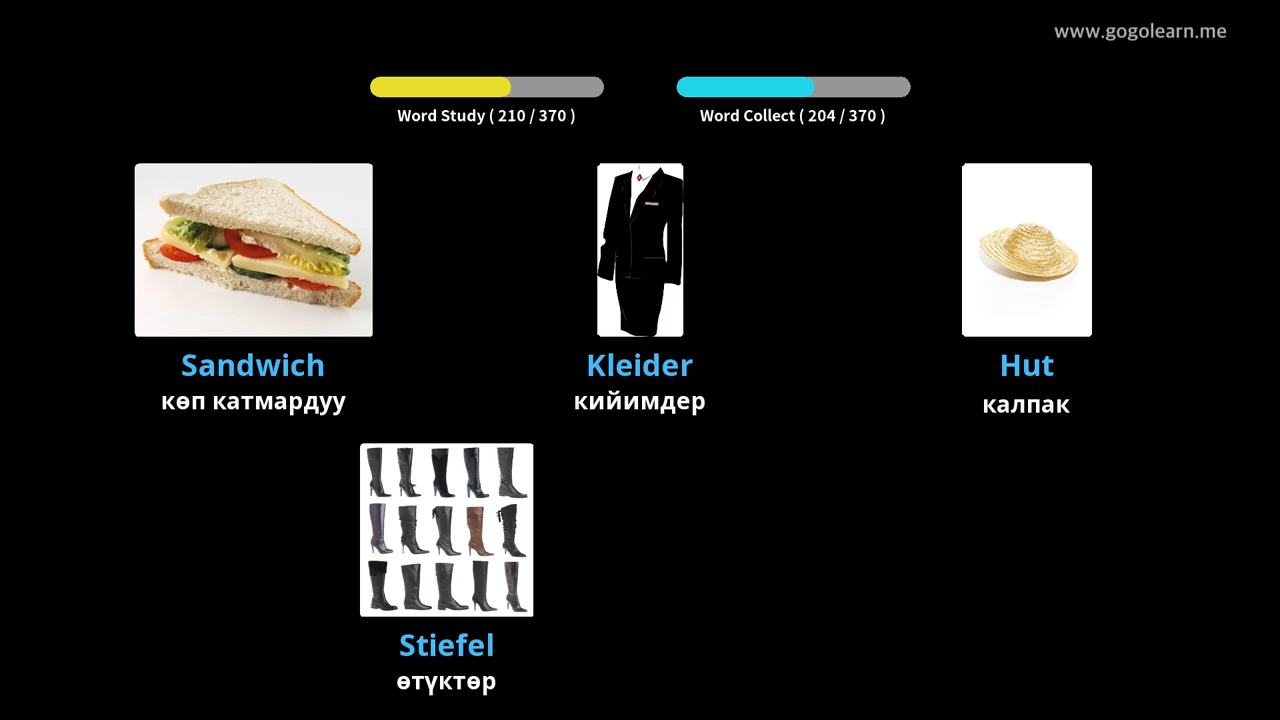 www.gogolearn.me
Word Study ( 210 / 370 )
Word Collect ( 204 / 370 )
Sandwich
көп катмардуу
Kleider
кийимдер
Hut
калпак
Stiefel
өтүктөр